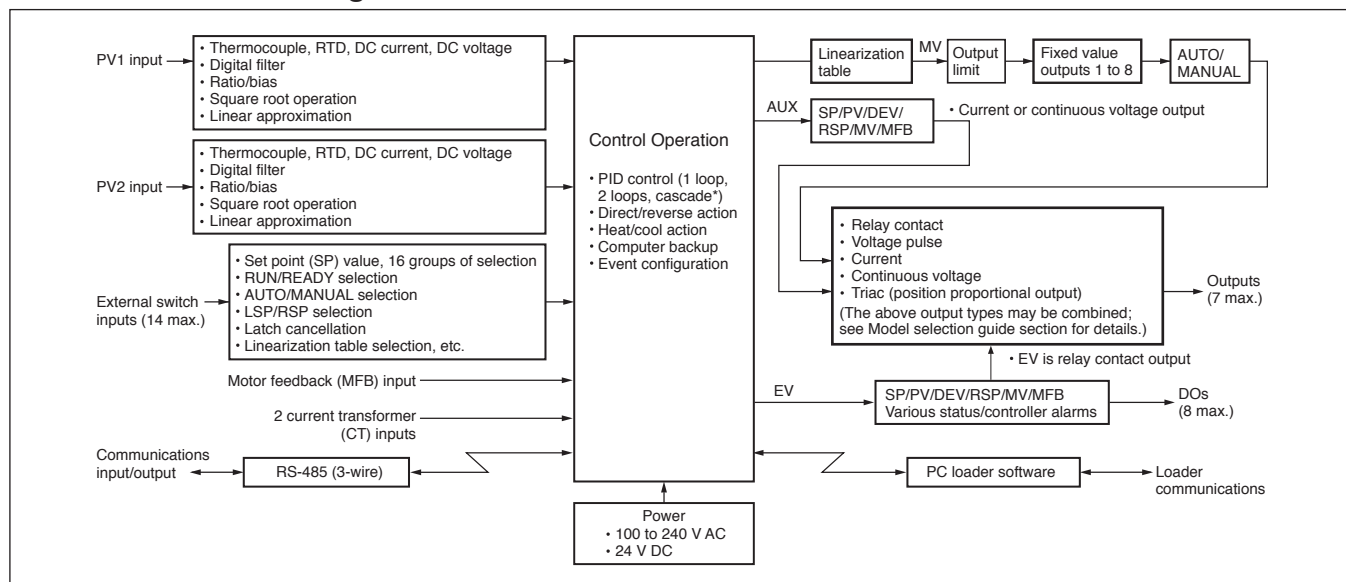 PV1 input
• Thermocouple, RTD, DC current, DC voltage
• Digital filter
• Ratio/bias
• Square root operation
• Linear approximation
PV2 input
• Thermocouple, RTD, DC current, DC voltage
• Digital filter
• Ratio/bias
• Square root operation
• Linear approximation
External switch
inputs (14 max.)
• Set point (SP) value, 16 groups of selection
• RUN/READY selection
• AUTO/MANUAL selection
• LSP/RSP selection
• Latch cancellation
• Linearization table selection, etc.
Motor feedback (MFB) input
2 current transformer
(CT) inputs
Communications
input/output
RS-485 (3-wire)
Control Operation
• PID control (1 loop,
2 loops, cascade*)
• Direct/reverse action
• Heat/cool action
• Computer backup
• Event configuration
Power
• 100 to 240 V AC
• 24 V DC
Linearization
table
MV
Output
limit
Fixed value
outputs 1 to 8
AUTO/
MANUAL
AUX
SP/PV/DEV/
RSP/MV/MFB
• Current or continuous voltage output
• Relay contact
• Voltage pulse
• Current
• Continuous voltage
• Triac (position proportional output)
(The above output types may be combined;
see Model selection guide section for details.)
Outputs
(7 max.)
• EV is relay contact output
EV
SP/PV/DEV/RSP/MV/MFB
Various status/controller alarms
DOs
(8 max.)
PC loader software
Loader
communications